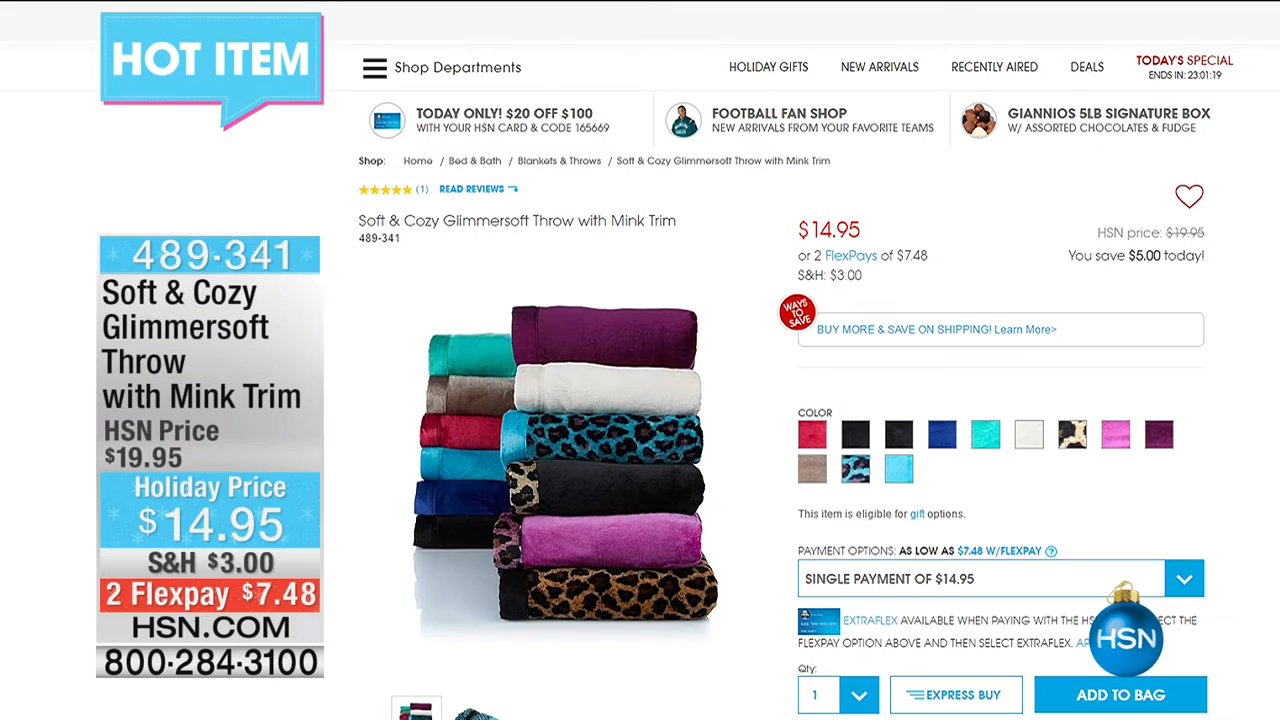 HOT ITEM
Shop Departments
HOLIDAY GIFTS
NEW ARRIVALS
RECENTLY AIRED
DEALS
TODAY'S SPECIAL
ENDS IN: 23:01:19
TODAY ONLY! $20 OFF $100
WITH YOUR HSN CARD & CODE 165669
FOOTBALL FAN SHOP
NEW ARRIVALS FROM YOUR FAVORITE TEAMS
GIANNIOS 5LB SIGNATURE BOX
W/ ASSORTED CHOCOLATES & FUDGE
Shop: Home / Bed & Bath / Blankets & Throws / Soft & Cozy Glimmersoft Throw with Mink Trim
(1) READ REVIEWS
Soft & Cozy Glimmersoft Throw with Mink Trim
489-341
$14.95
HSN price: $19.95
or 2 FlexPays of $7.48
You save $5.00 today!
S&H: $3.00
WAYS
TO
SAVE
BUY MORE & SAVE ON SHIPPING! Learn More>
COLOR
This item is eligible for gift options.
PAYMENT OPTIONS: AS LOW AS $7.48 W/FLEXPAY ?
SINGLE PAYMENT OF $14.95
EXTRAFLEX AVAILABLE WHEN PAYING WITH THE
FLEXPAY OPTION ABOVE AND THEN SELECT EXTRAFLEX.
Qty:
1
EXPRESS BUY
ADD TO BAG
HSN
489-341
Soft & Cozy
Glimmersoft
Throw
with Mink Trim
HSN Price
$19.95
Holiday Price
$14.95
S&H $3.00
2 Flexpay $7.48
HSN.COM
800-284-3100